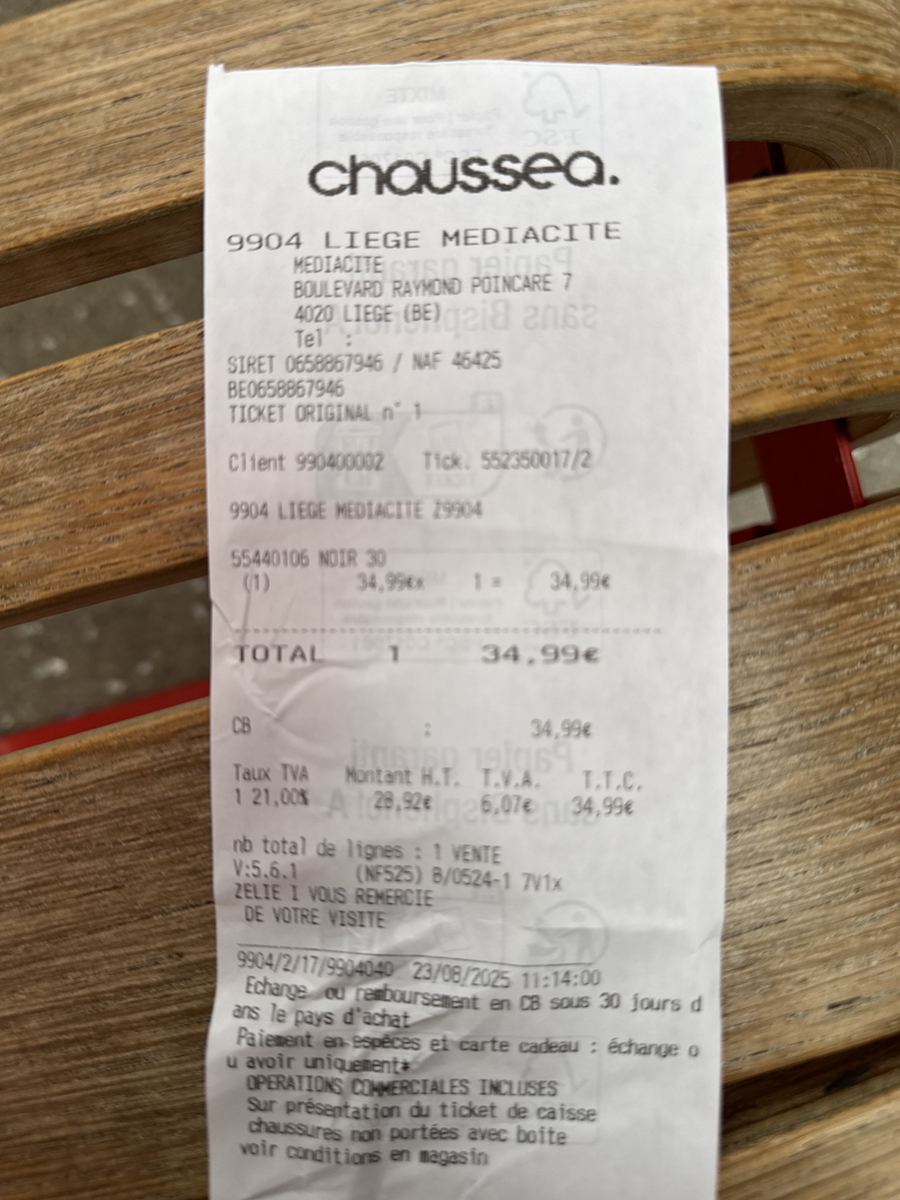 chaussea.
9904 LIEGE MEDIACITE
MEDIACITE
BOULEVARD RAYMOND POINCARE 7
4020 LIEGE (BE)
Tel :
SIRET 0658867946 / NAF 46425
BE0658867946
TICKET ORIGINAL n° 1
Client 990400002 Tick. 552350017/2
9904 LIEGE MEDIACITE Z9904
55440106 NOIR 30
(1) 34,99€x 1 = 34,99€
TOTAL 1 34,99€
CB : 34,99€
Taux TVA Montant H.T. T.V.A. T.T.C.
1 21,00% 28,92€ 6,07€ 34,99€
nb total de lignes : 1 VENTE
V:5.6.1 (NF525) B/0524-1 7V1x
ZELIE I VOUS REMERCIE
DE VOTRE VISITE
9904/2/17/9904040 23/08/2025 11:14:00
Echange ou remboursement en CB sous 30 jours d
ans le pays d'achat
Paiement en espèces et carte cadeau : échange o
u avoir uniquement*
OPERATIONS COMMERCIALES INCLUSES
Sur présentation du ticket de caisse
chaussures non portées avec boite
voir conditions en magasin